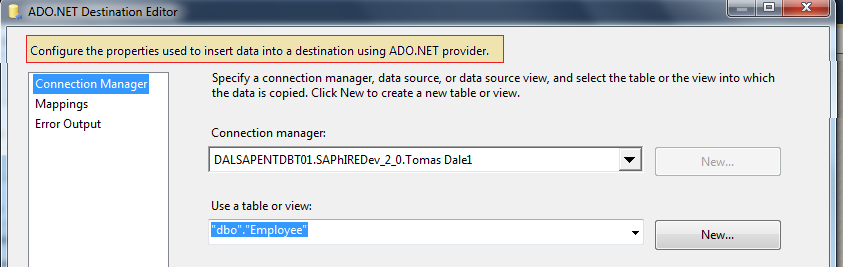 ADO.NET Destination Editor
Configure the properties used to insert data into a destination using ADO.NET provider.
Connection Manager
Mappings
Error Output
Specify a connection manager, data source, or data source view, and select the table or the view into which
the data is copied. Click New to create a new table or view.
Connection manager:
DALSAPENTDBT01.SAPhIREDev_2_0.Tomas Dale1
New...
Use a table or view:
"dbo"."Employee"
New...